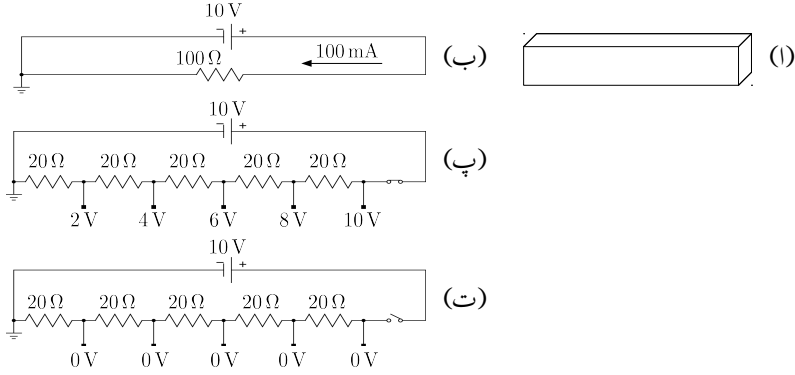 (ا)
(ب)
10 V
100 Ω
100 mA
(پ)
10 V
20 Ω 20 Ω 20 Ω 20 Ω 20 Ω
2 V 4 V 6 V 8 V 10 V
(ت)
10 V
20 Ω 20 Ω 20 Ω 20 Ω 20 Ω
0 V 0 V 0 V 0 V 0 V